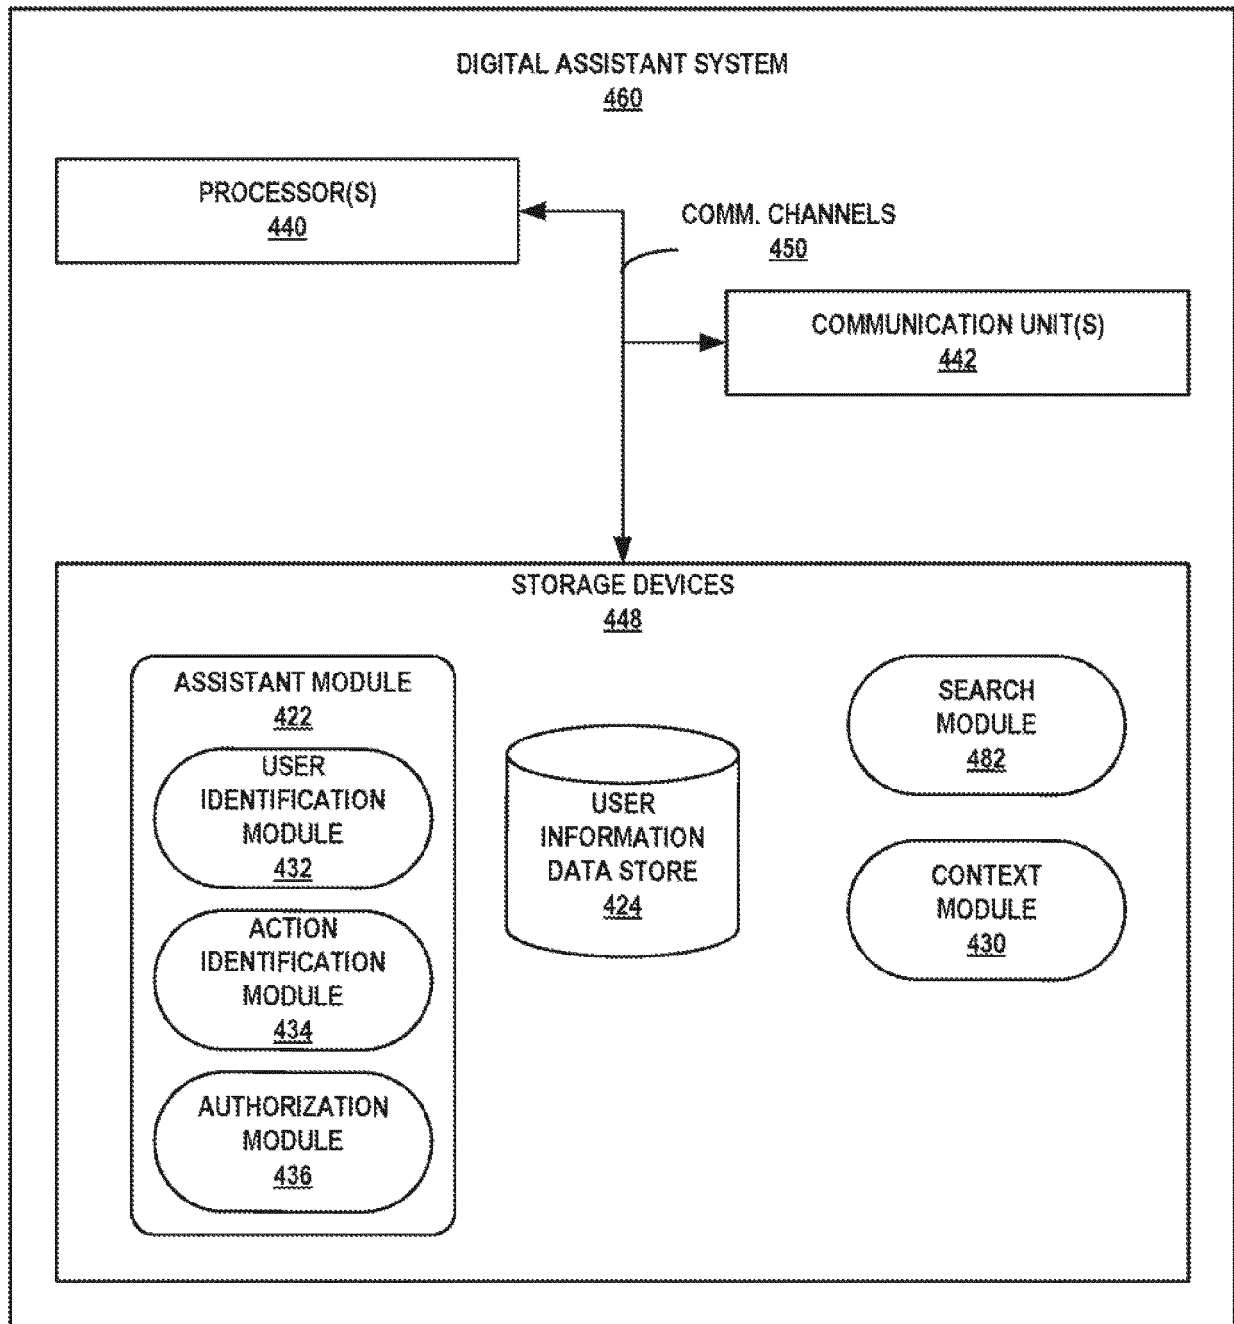 DIGITAL ASSISTANT SYSTEM
460
PROCESSOR(S)
440
COMM. CHANNELS
450
COMMUNICATION UNIT(S)
442
STORAGE DEVICES
448
ASSISTANT MODULE
422
USER
IDENTIFICATION
MODULE
432
ACTION
IDENTIFICATION
MODULE
434
AUTHORIZATION
MODULE
436
USER
INFORMATION
DATA STORE
424
SEARCH
MODULE
482
CONTEXT
MODULE
430